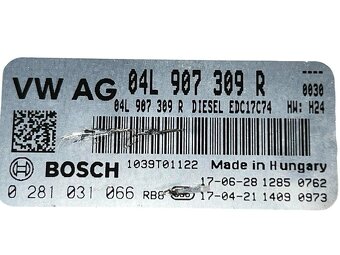 VW AG 04L 907 309 R 0030
04L 907 309 R DIESEL EDC17C74 HW: H24
BOSCH 1039T01122 Made in Hungary
0 281 031 066 17-06-28 1285 0762
17-04-21 1409 0973